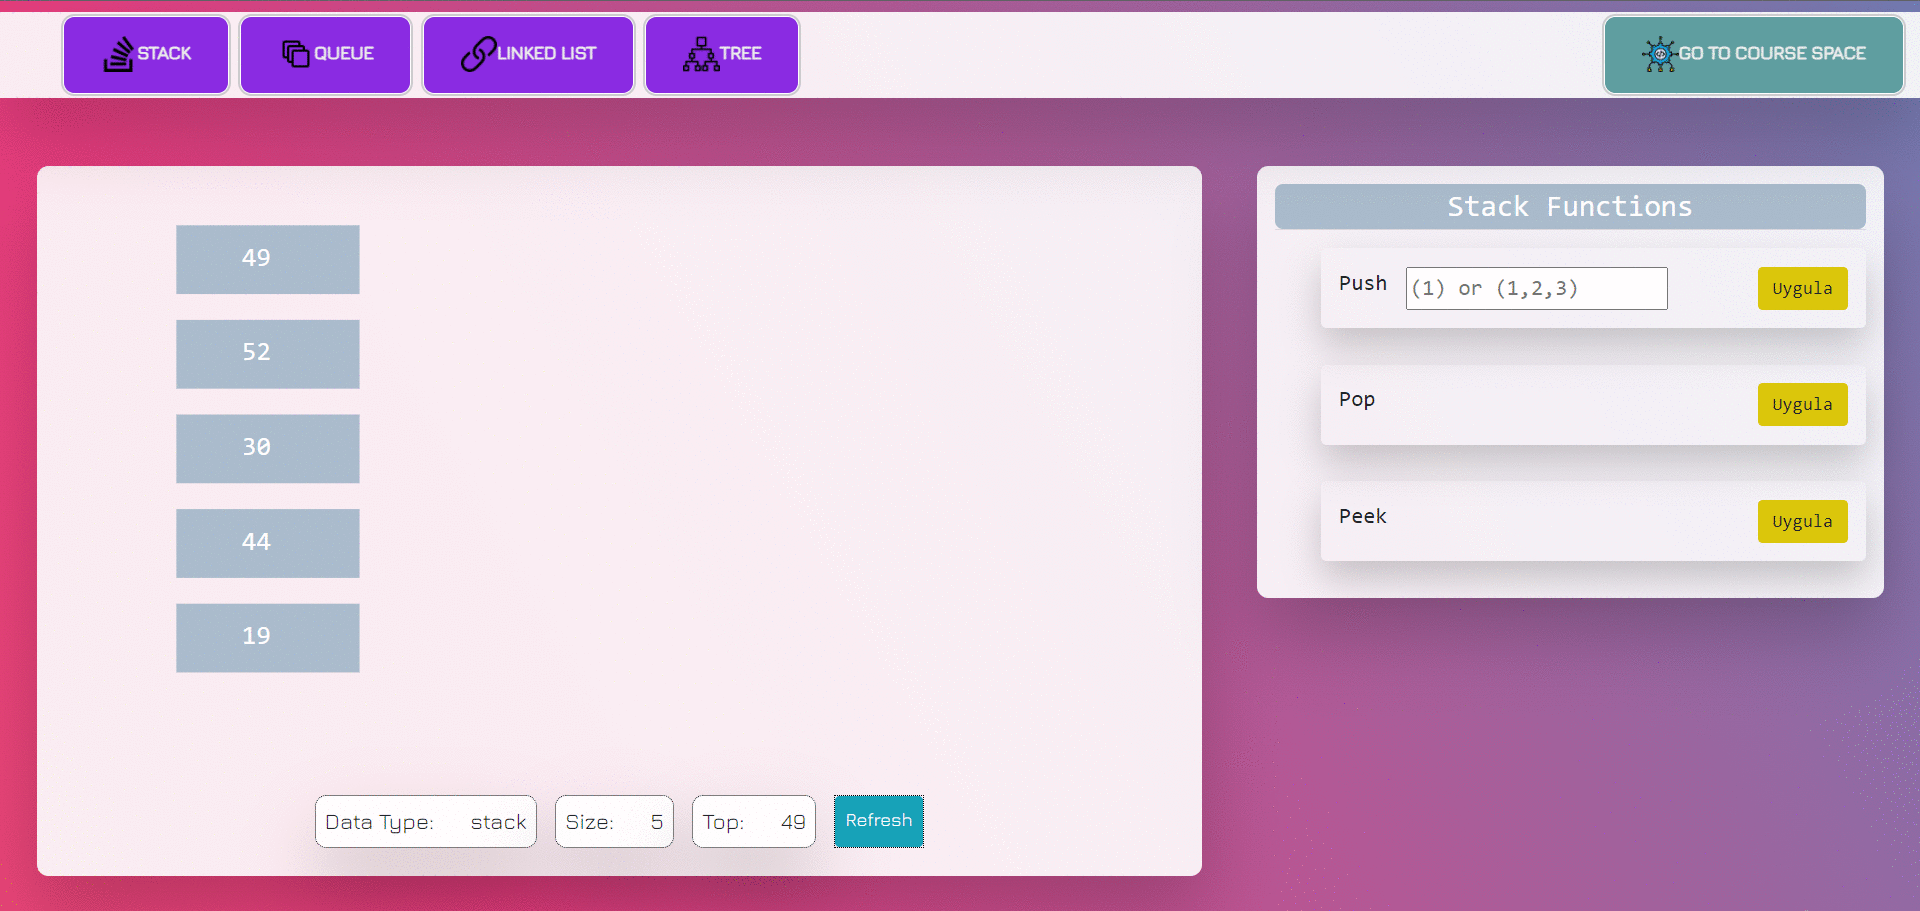 STACK QUEUE LINKED LIST TREE GO TO COURSE SPACE
49
52
30
44
19
Data Type: stack Size: 5 Top: 49 Refresh
Stack Functions
Push (1) or (1,2,3) Uygula
Pop Uygula
Peek Uygula